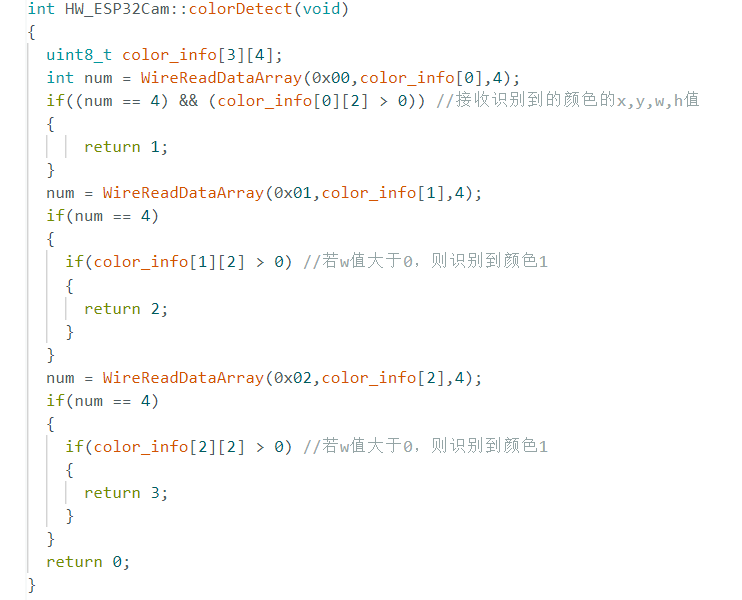 int HW_ESP32Cam::colorDetect(void)
{
  uint8_t color_info[3][4];
  int num = WireReadDataArray(0x00,color_info[0],4);
  if((num == 4) && (color_info[0][2] > 0)) //接收识别到的颜色的x,y,w,h值
  {
      return 1;
  }
  num = WireReadDataArray(0x01,color_info[1],4);
  if(num == 4)
  {
    if(color_info[1][2] > 0) //若w值大于0，则识别到颜色1
    {
      return 2;
    }
  }
  num = WireReadDataArray(0x02,color_info[2],4);
  if(num == 4)
  {
    if(color_info[2][2] > 0) //若w值大于0，则识别到颜色1
    {
      return 3;
    }
  }
  return 0;
}